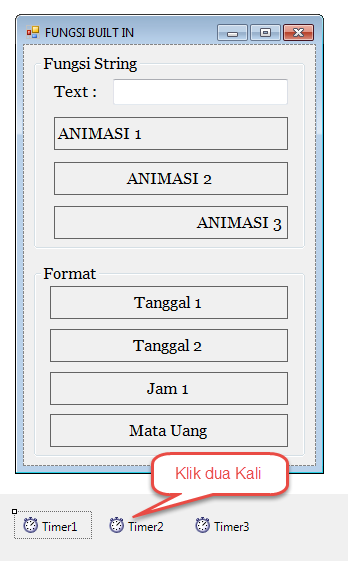 FUNGSI BUILT IN
Fungsi String
Text :
ANIMASI 1
ANIMASI 2
ANIMASI 3
Format
Tanggal 1
Tanggal 2
Jam 1
Mata Uang
Klik dua Kali
Timer1 Timer2 Timer3